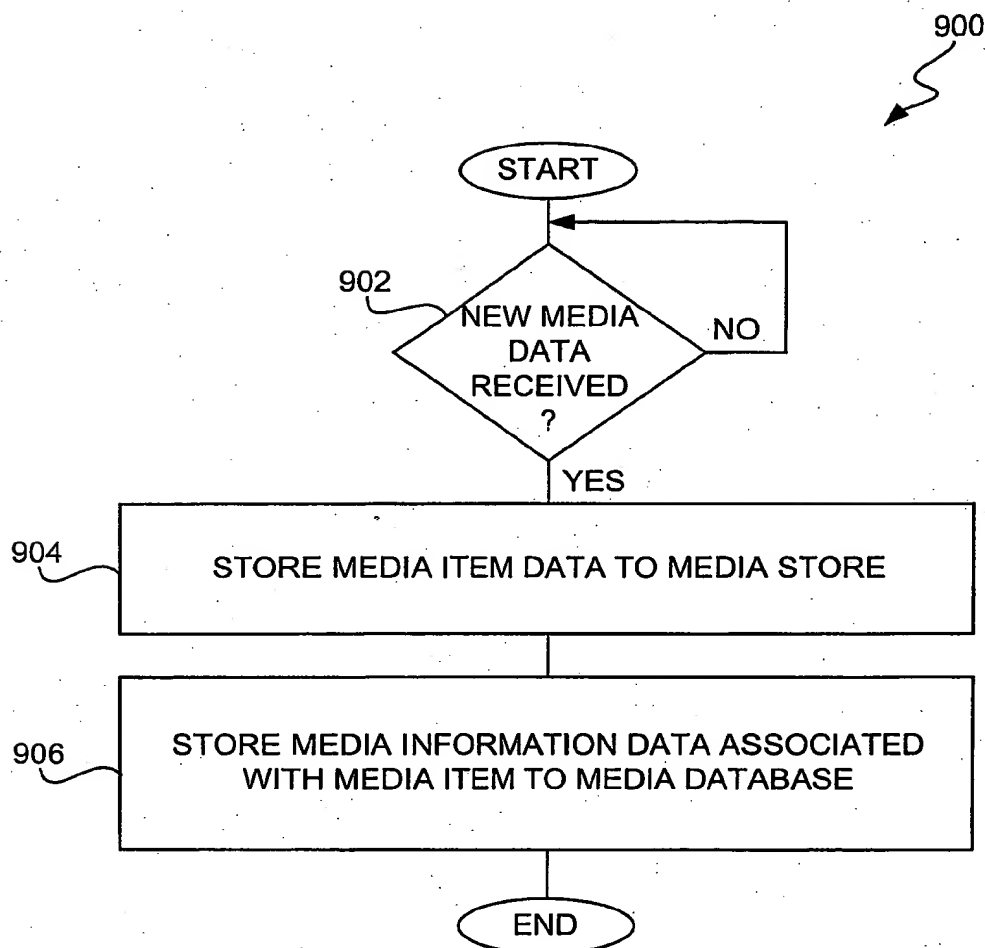 900
START
902
NEW MEDIA
DATA
RECEIVED
?
NO
YES
904
STORE MEDIA ITEM DATA TO MEDIA STORE
906
STORE MEDIA INFORMATION DATA ASSOCIATED
WITH MEDIA ITEM TO MEDIA DATABASE
END